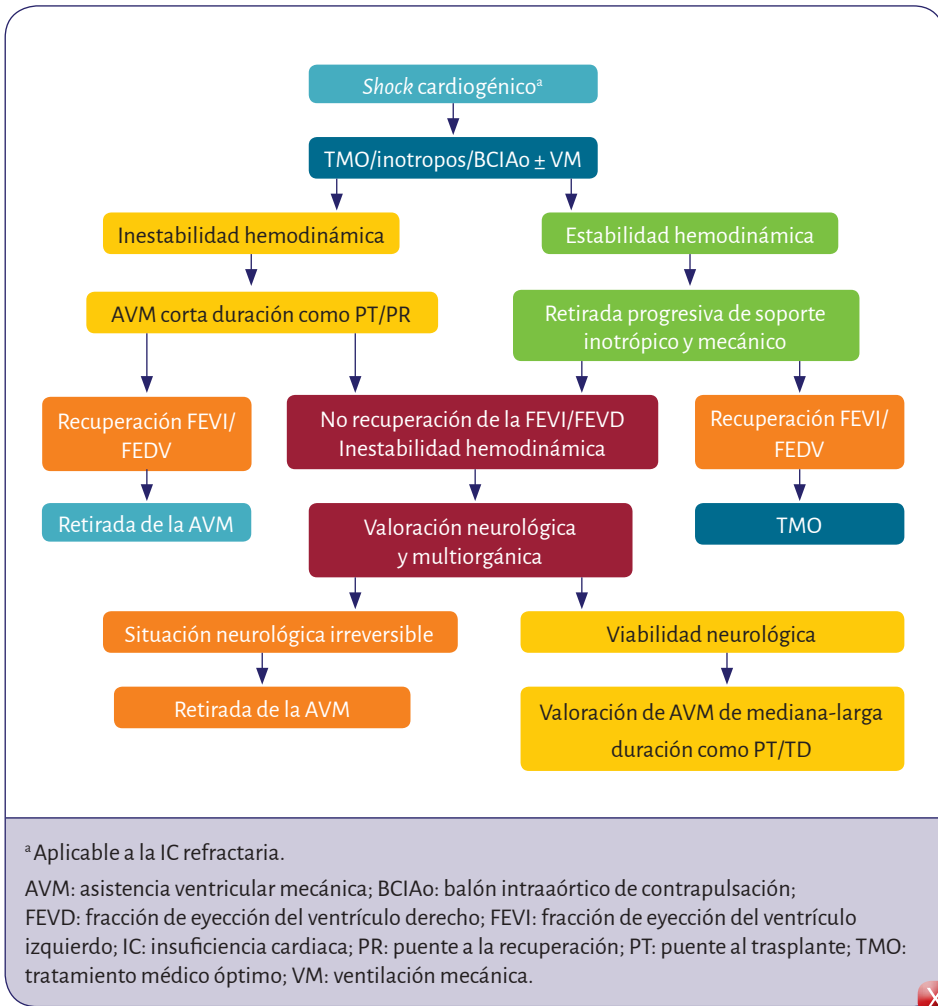 Shock cardiogénicoª
TMO/inotropos/BCIAo ± VM
Inestabilidad hemodinámica
Estabilidad hemodinámica
AVM corta duración como PT/PR
Retirada progresiva de soporte
inotrópico y mecánico
Recuperación FEVI/
FEDV
No recuperación de la FEVI/FEVD
Inestabilidad hemodinámica
Recuperación FEVI/
FEDV
Retirada de la AVM
Valoración neurológica
y multiorgánica
TMO
Situación neurológica irreversible
Viabilidad neurológica
Retirada de la AVM
Valoración de AVM de mediana-larga
duración como PT/TD
ª Aplicable a la IC refractaria.
AVM: asistencia ventricular mecánica; BCIAo: balón intraaórtico de contrapulsación;
FEVD: fracción de eyección del ventrículo derecho; FEVI: fracción de eyección del ventrículo
izquierdo; IC: insuficiencia cardiaca; PR: puente a la recuperación; PT: puente al trasplante; TMO:
tratamiento médico óptimo; VM: ventilación mecánica.
X